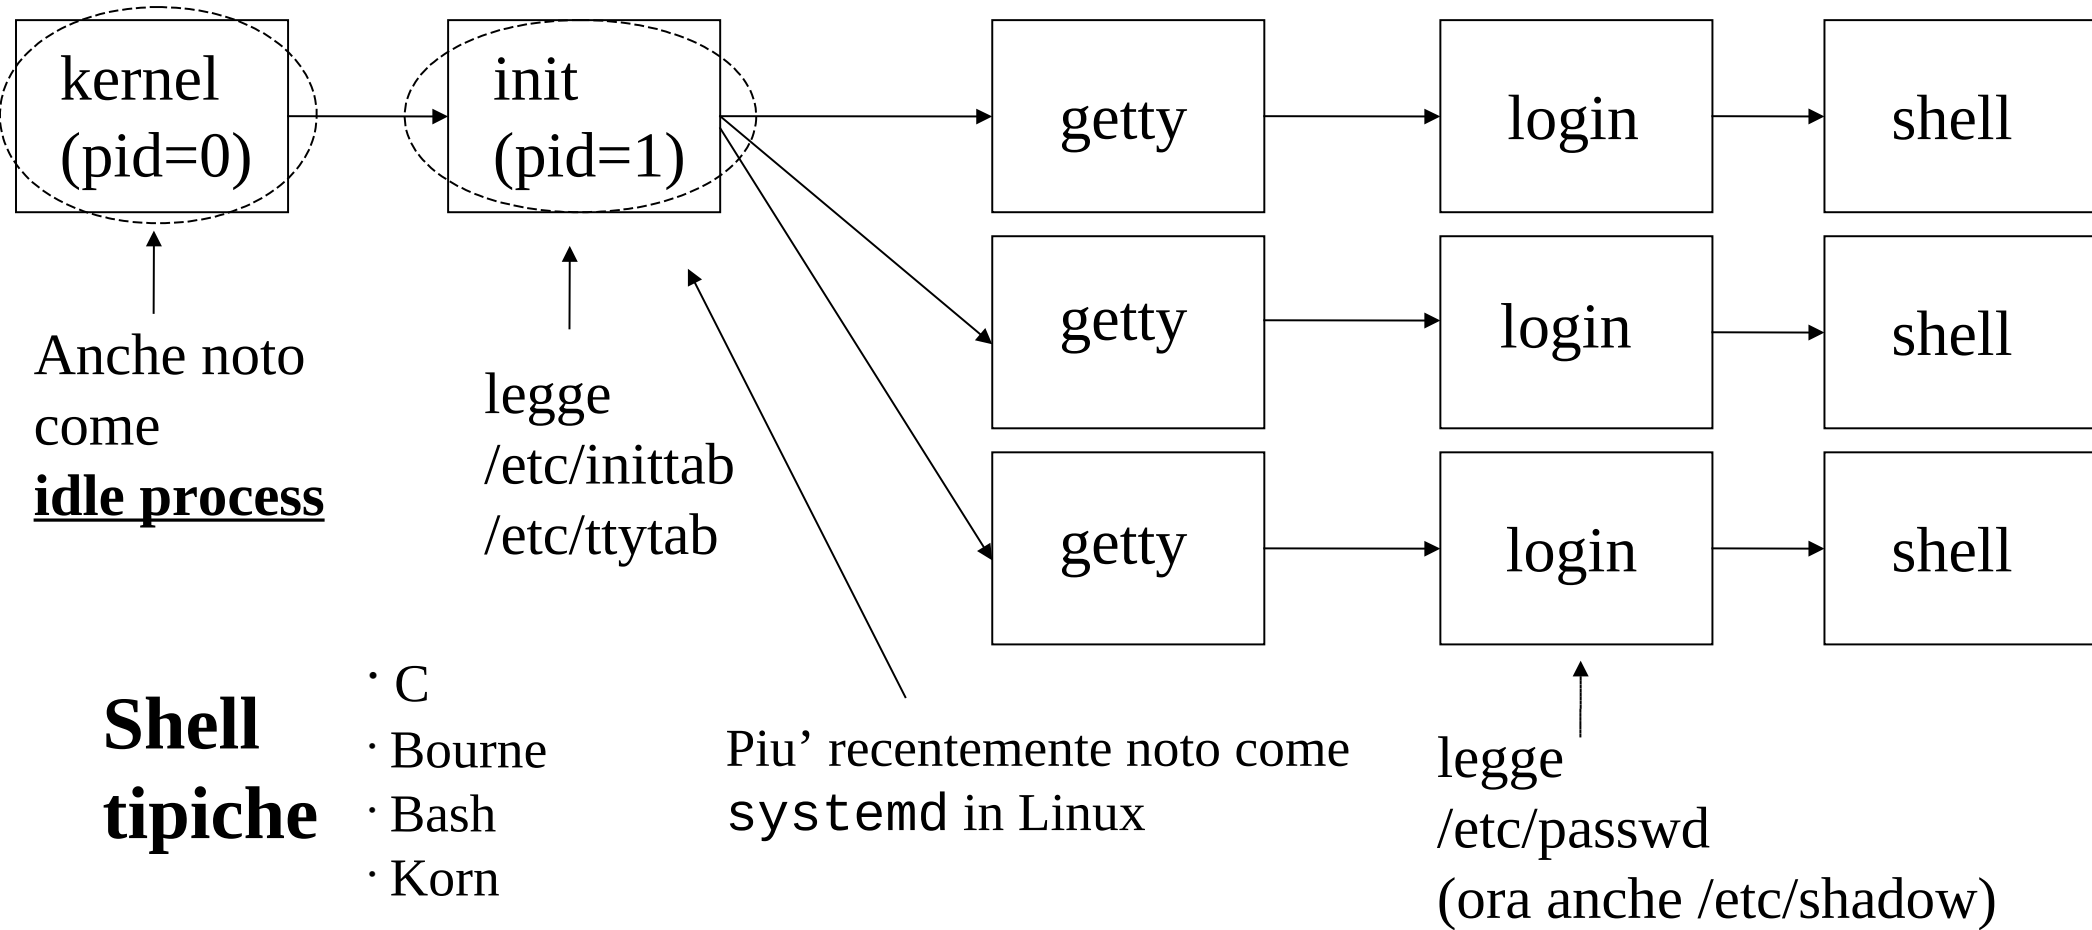 kernel
(pid=0)
init
(pid=1)
getty
login
shell
getty
login
shell
getty
login
shell
Anche noto
come
idle process
legge
/etc/inittab
/etc/ttytab
Shell
tipiche
· C
· Bourne
· Bash
· Korn
Piu’ recentemente noto come
systemd in Linux
legge
/etc/passwd
(ora anche /etc/shadow)